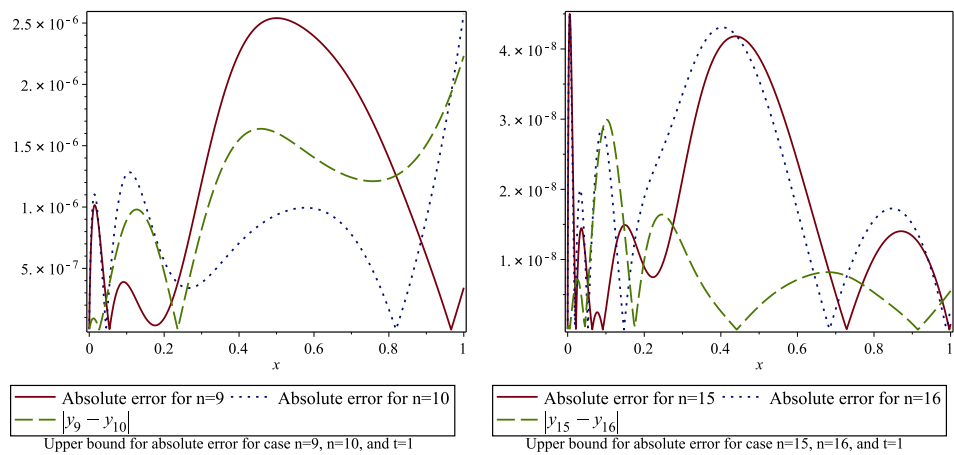 2.5 × 10⁻⁶
2. × 10⁻⁶
1.5 × 10⁻⁶
1. × 10⁻⁶
5. × 10⁻⁷
0 0.2 0.4 0.6 0.8 1
x
Absolute error for n=9 Absolute error for n=10
|y₉ − y₁₀|
Upper bound for absolute error for case n=9, n=10, and t=1
4. × 10⁻⁸
3. × 10⁻⁸
2. × 10⁻⁸
1. × 10⁻⁸
0 0.2 0.4 0.6 0.8 1
x
Absolute error for n=15 Absolute error for n=16
|y₁₅ − y₁₆|
Upper bound for absolute error for case n=15, n=16, and t=1